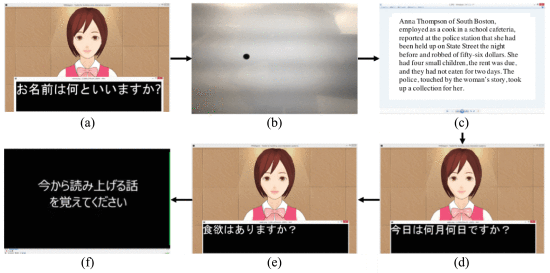 お名前は何といいますか?
(a)
(b)
Anna Thompson of South Boston,
employed as a cook in a school cafeteria,
reported at the police station that she had
been held up on State Street the night
before and robbed of fifty-six dollars. She
had four small children, the rent was due,
and they had not eaten for two days. The
police, touched by the woman's story, took
up a collection for her.
(c)
今日は何月何日ですか？
(d)
食欲はありますか？
(e)
今から読み上げる話
を覚えてください
(f)